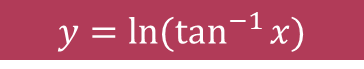 y = ln(tan⁻¹ x)